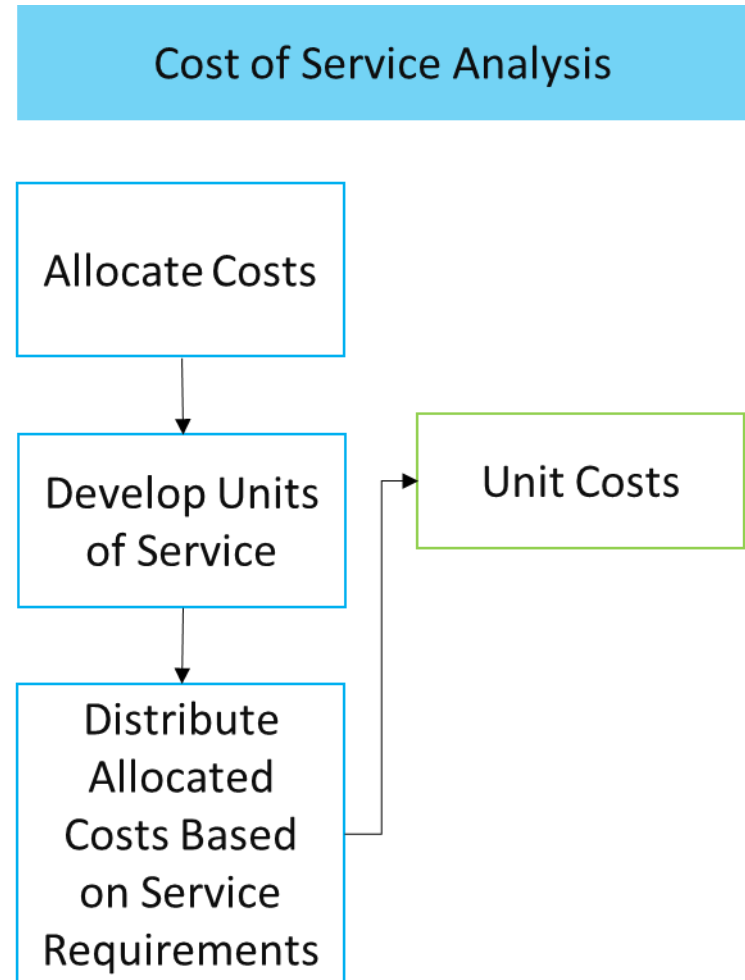 Cost of Service Analysis
Allocate Costs
Develop Units
of Service
Unit Costs
Distribute
Allocated
Costs Based
on Service
Requirements